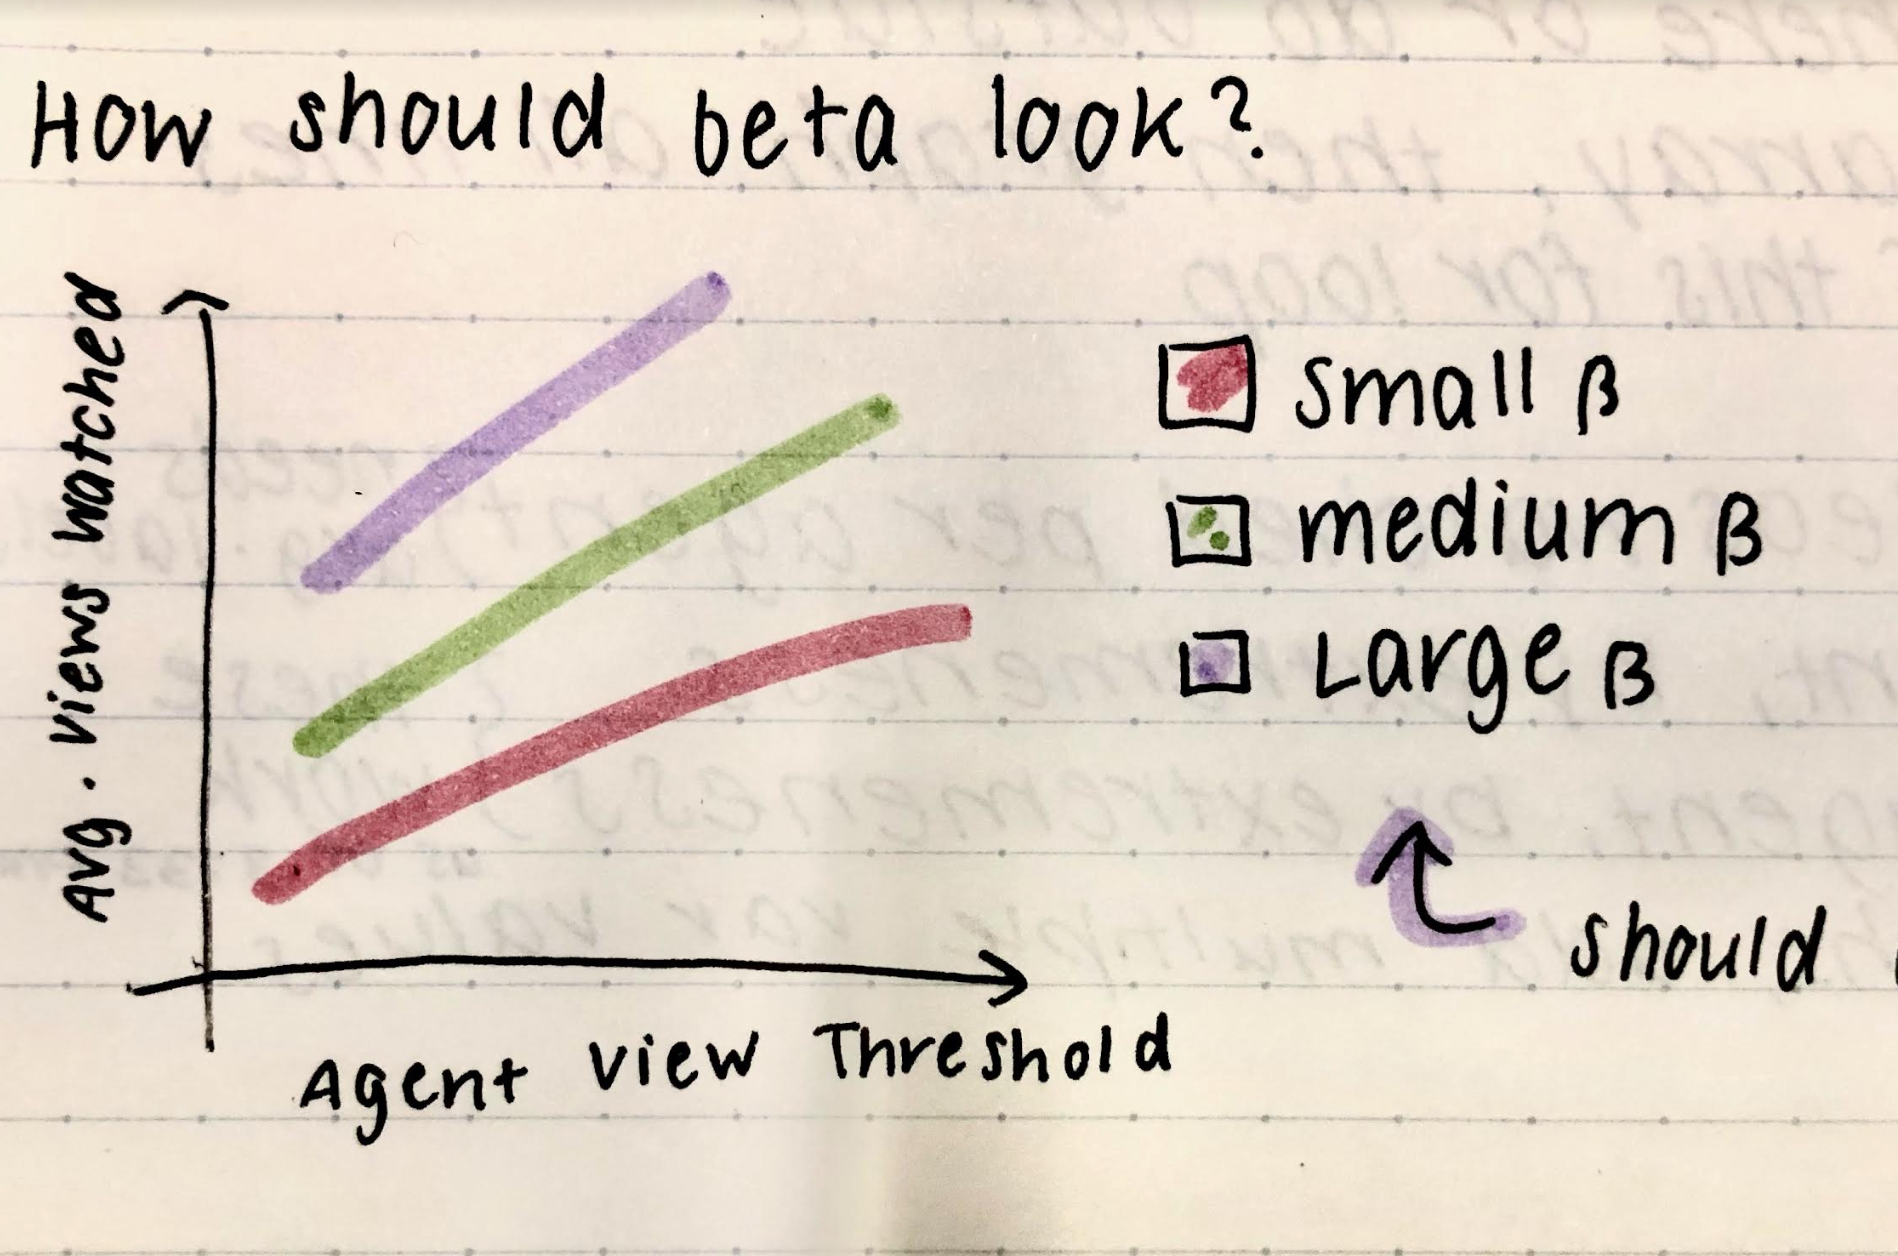 How should beta look?
Avg. Views Watched
small β
medium β
Large β
should
Agent View Threshold